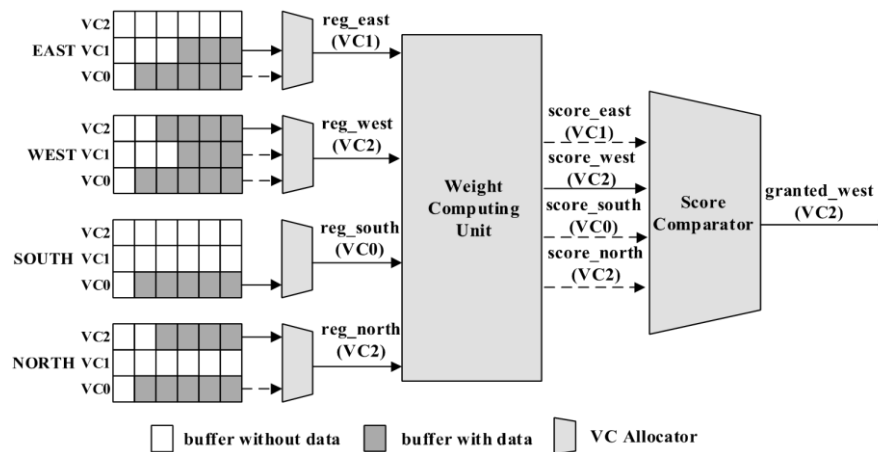 VC2
EAST VC1
VC0
reg_east
(VC1)
VC2
WEST VC1
VC0
reg_west
(VC2)
VC2
SOUTH VC1
VC0
reg_south
(VC0)
VC2
NORTH VC1
VC0
reg_north
(VC2)
Weight
Computing
Unit
score_east
(VC1)
score_west
(VC2)
score_south
(VC0)
score_north
(VC2)
Score
Comparator
granted_west
(VC2)
buffer without data
buffer with data
VC Allocator